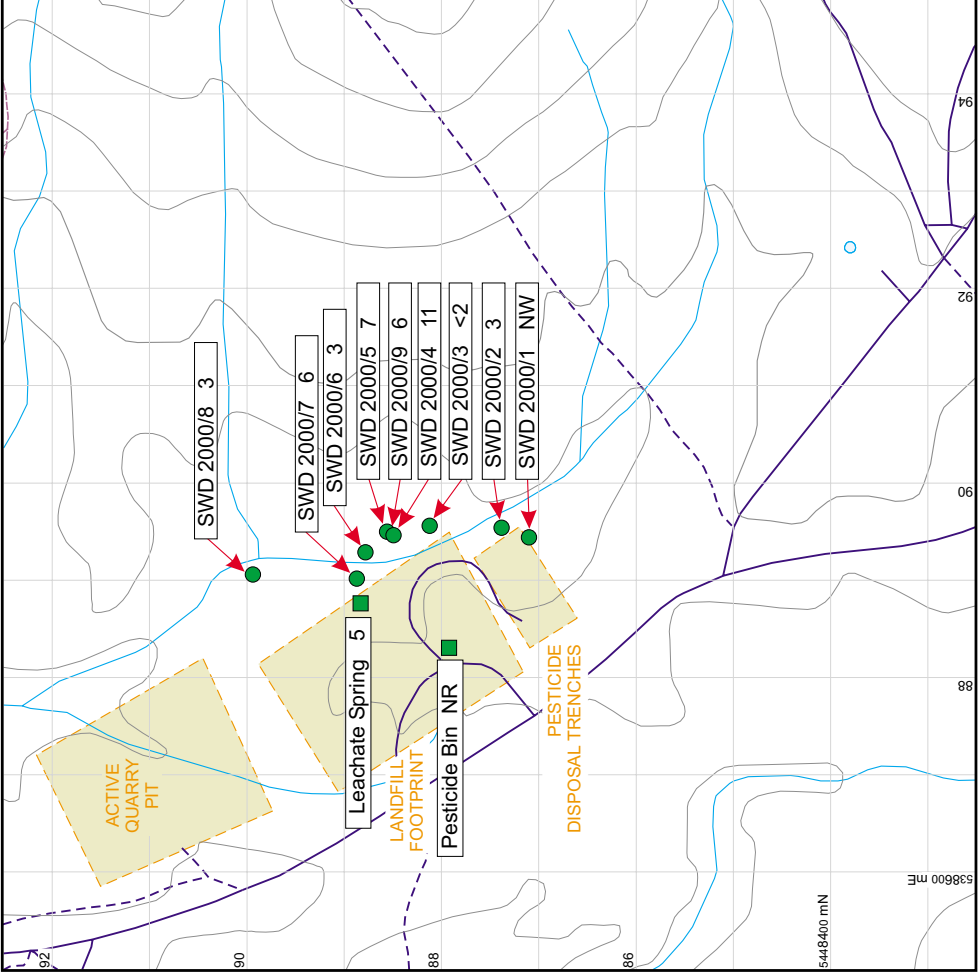 SWD 2000/8 3
SWD 2000/7 6
SWD 2000/6 3
SWD 2000/5 7
SWD 2000/9 6
SWD 2000/4 11
SWD 2000/3 <2
SWD 2000/2 3
SWD 2000/1 NW
Leachate Spring 5
Pesticide Bin NR
ACTIVE
QUARRY
PIT
LANDFILL
FOOTPRINT
PESTICIDE
DISPOSAL TRENCHES
92
90
88
86
5448400 mN
94
92
90
88
538600 mE